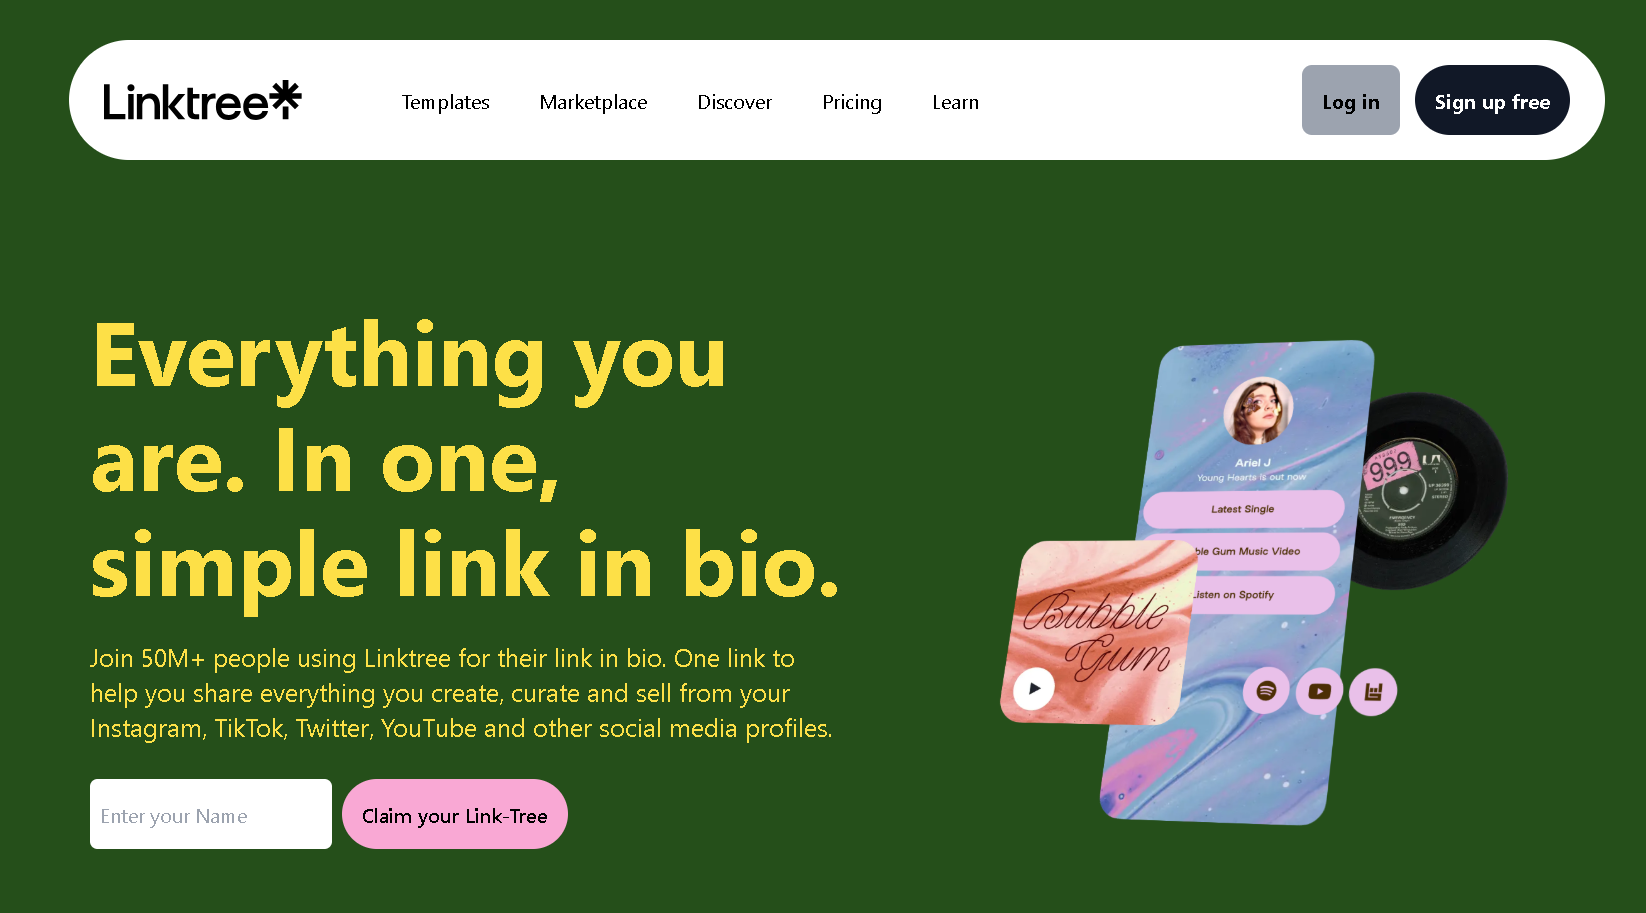 Linktree
Templates Marketplace Discover Pricing Learn
Log in
Sign up free
Everything you
are. In one,
simple link in bio.
Join 50M+ people using Linktree for their link in bio. One link to
help you share everything you create, curate and sell from your
Instagram, TikTok, Twitter, YouTube and other social media profiles.
Enter your Name
Claim your Link-Tree
Ariel J
Young Hearts is out now
Latest Single
ble Gum Music Video
Listen on Spotify
Bubble
Gum
999